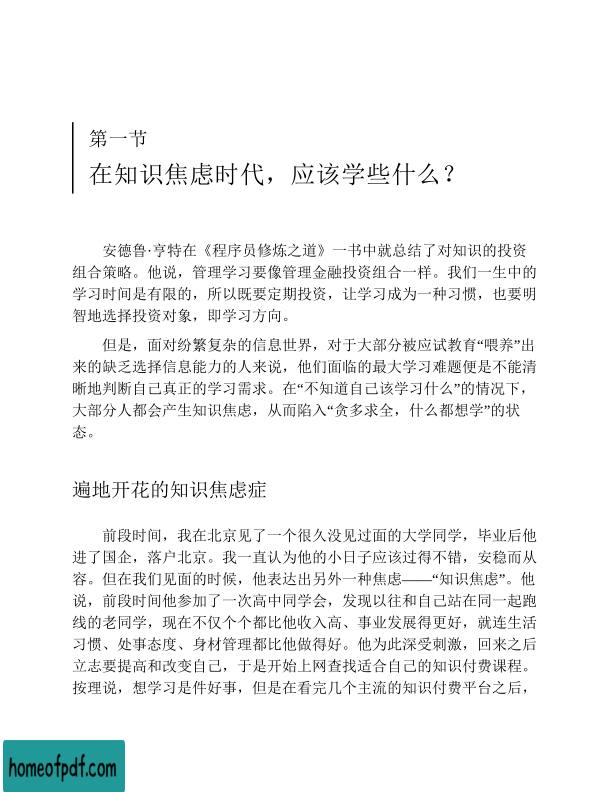 第一节
在知识焦虑时代，应该学些什么？
安德鲁·亨特在《程序员修炼之道》一书中就总结了对知识的投资
组合策略。他说，管理学习要像管理金融投资组合一样。我们一生中的
学习时间是有限的，所以既要定期投资，让学习成为一种习惯，也要明
智地选择投资对象，即学习方向。
但是，面对纷繁复杂的信息世界，对于大部分被应试教育“喂养”出
来的缺乏选择信息能力的人来说，他们面临的最大学习难题便是不能清
晰地判断自己真正的学习需求。在“不知道自己该学习什么”的情况下，
大部分人都会产生知识焦虑，从而陷入“贪多求全，什么都想学”的状
态。
遍地开花的知识焦虑症
前段时间，我在北京见了一个很久没见过面的大学同学，毕业后他
进了国企，落户北京。我一直认为他的小日子应该过得不错，安稳而从
容。但在我们见面的时候，他表达出另外一种焦虑——“知识焦虑”。他
说，前段时间他参加了一次高中同学会，发现以往和自己站在同一起跑
线的老同学，现在不仅个个都比他收入高、事业发展得更好，就连生活
习惯、处事态度、身材管理都比他做得好。他为此深受刺激，回来之后
立志要提高和改变自己，于是开始上网查找适合自己的知识付费课程。
按理说，想学习是件好事，但是在看完几个主流的知识付费平台之后，
homeofpdf.com